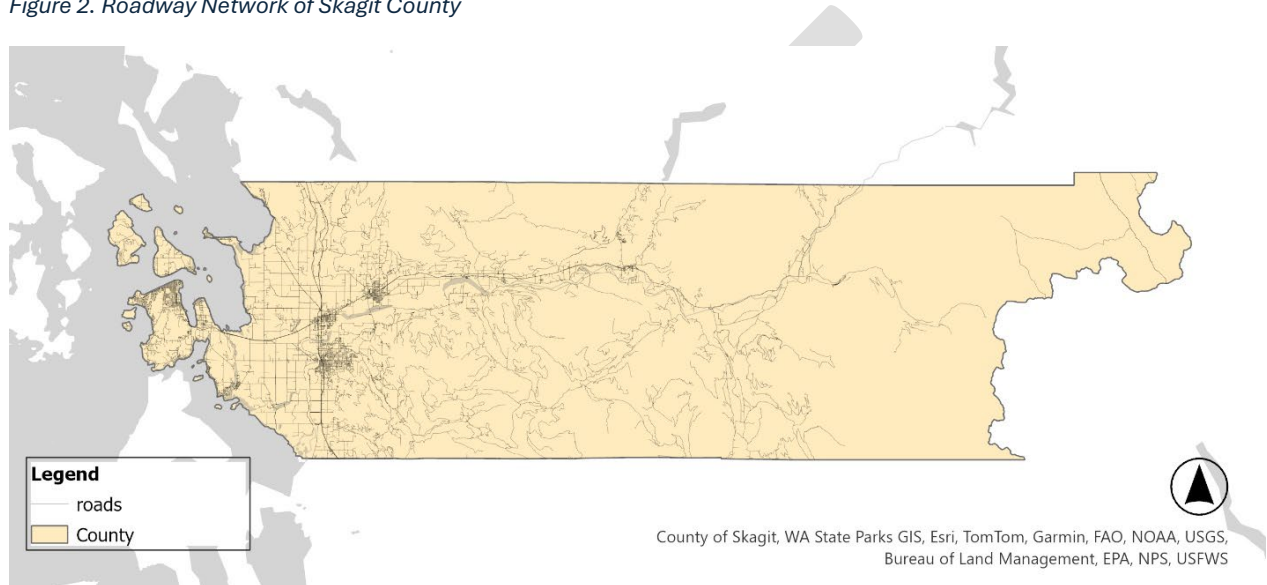 Figure 2. Roadway Network of Skagit County
Legend
roads
County
County of Skagit, WA State Parks GIS, Esri, TomTom, Garmin, FAO, NOAA, USGS,
Bureau of Land Management, EPA, NPS, USFWS